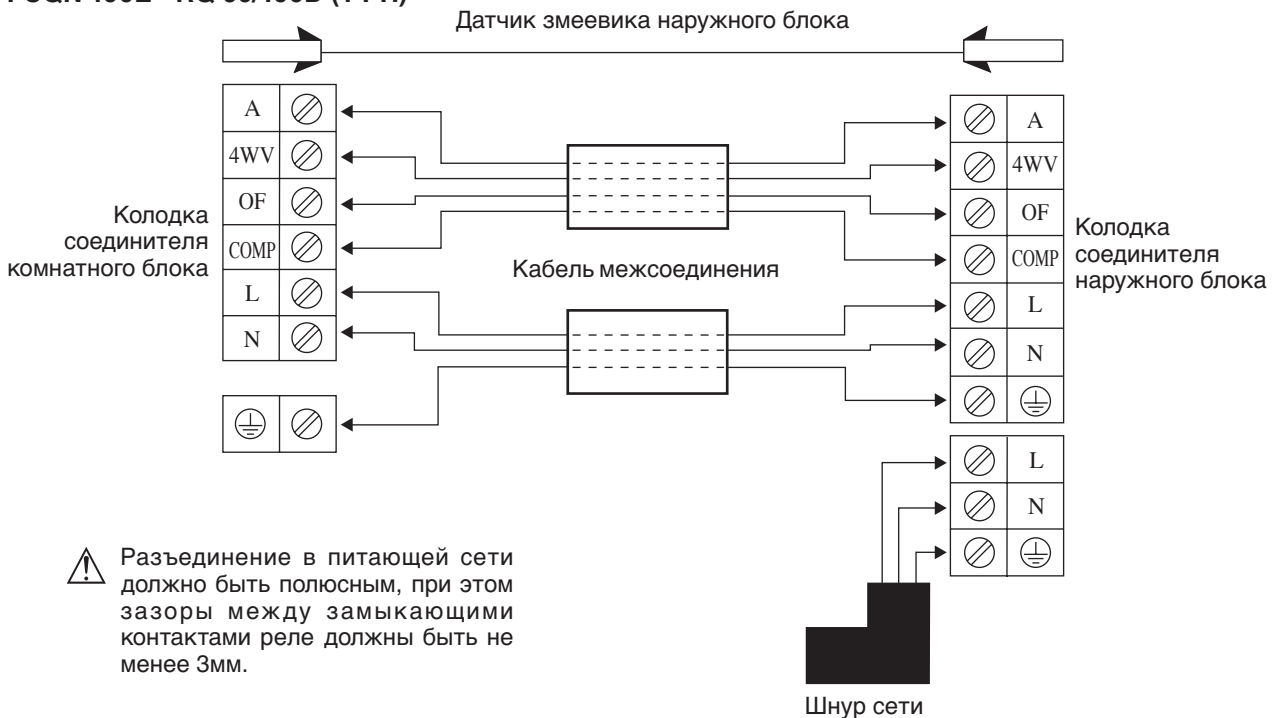 Датчик змеевика наружного блока
A
4WV
OF
COMP
L
N
Колодка
соединителя
комнатного блока
Кабель межсоединения
A
4WV
OF
COMP
L
N
Колодка
соединителя
наружного блока
L
N
Разъединение в питающей сети
должно быть полюсным, при этом
зазоры между замыкающими
контактами реле должны быть не
менее 3мм.
Шнур сети